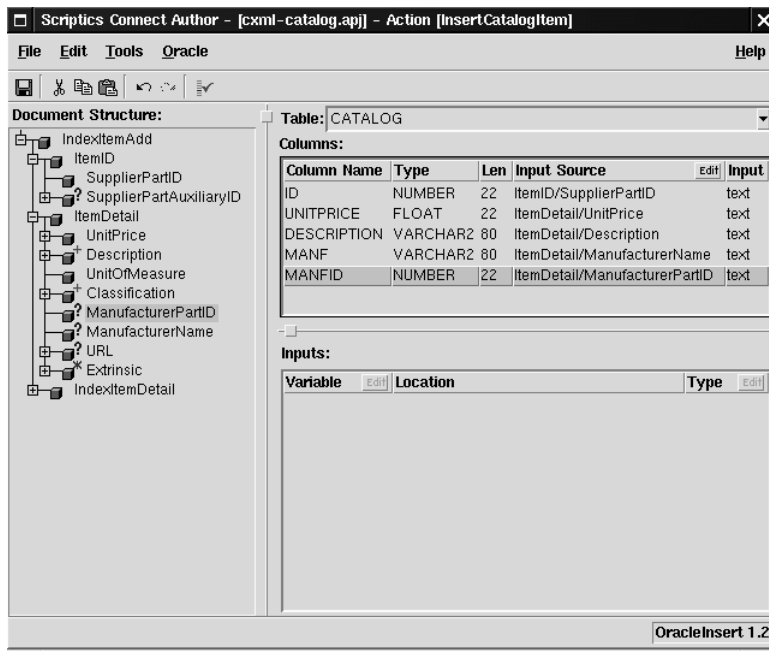 Scriptics Connect Author - [cxml-catalog.apj] - Action [InsertCatalogItem]
File Edit Tools Oracle Help
Document Structure:
IndexItemAdd
ItemID
SupplierPartID
? SupplierPartAuxiliaryID
ItemDetail
UnitPrice
+ Description
UnitOfMeasure
+ Classification
? ManufacturerPartID
? ManufacturerName
? URL
* Extrinsic
IndexItemDetail
Table: CATALOG
Columns:
Column Name Type Len Input Source Edit Input
ID NUMBER 22 ItemID/SupplierPartID text
UNITPRICE FLOAT 22 ItemDetail/UnitPrice text
DESCRIPTION VARCHAR2 80 ItemDetail/Description text
MANF VARCHAR2 80 ItemDetail/ManufacturerName text
MANFID NUMBER 22 ItemDetail/ManufacturerPartID text
Inputs:
Variable Edit Location Type Edit
OracleInsert 1.2